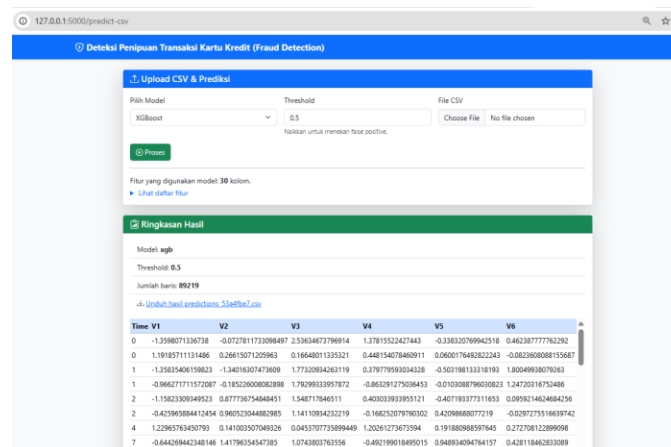 127.0.0.1:5000/predict-csv
Deteksi Penipuan Transaksi Kartu Kredit (Fraud Detection)
Upload CSV & Prediksi
Pilih Model Threshold File CSV
XGBoost 0.5 Choose File No file chosen
Naikkan untuk menekan false positive.
Proses
Fitur yang digunakan model: 30 kolom.
Lihat daftar fitur
Ringkasan Hasil
Model: xgb
Threshold: 0.5
Jumlah baris: 89219
Unduh hasil predictions_53a4fbe7.csv
Time V1 V2 V3 V4 V5 V6
0 -1.3598071336738 -0.0727811733098497 2.53634673796914 1.37815522427443 -0.338320769942518 0.462387777762292
0 1.19185711131486 0.26615071205963 0.16648011335321 0.448154078460911 0.0600176492822243 -0.0823608088155687
1 -1.35835406159823 -1.34016307473609 1.77320934263119 0.379779593034328 -0.503198133318193 1.80049938079263
1 -0.966271711572087 -0.185226008082898 1.79299333957872 -0.863291275036453 -0.0103088796030823 1.24720316752486
2 -1.15823309349523 0.877736754848451 1.548717846511 0.403033933955121 -0.407193377311653 0.0959214624684256
2 -0.425965884412454 0.960523044882985 1.14110934232219 -0.168252079760302 0.42098688077219 -0.0297275516639742
4 1.22965763450793 0.141003507049326 0.0453707735899449 1.20261273673594 0.191880988597645 0.272708122899098
7 -0.644269442348146 1.41796354547385 1.0743803763556 -0.492199018495015 0.948934094764157 0.428118462833089